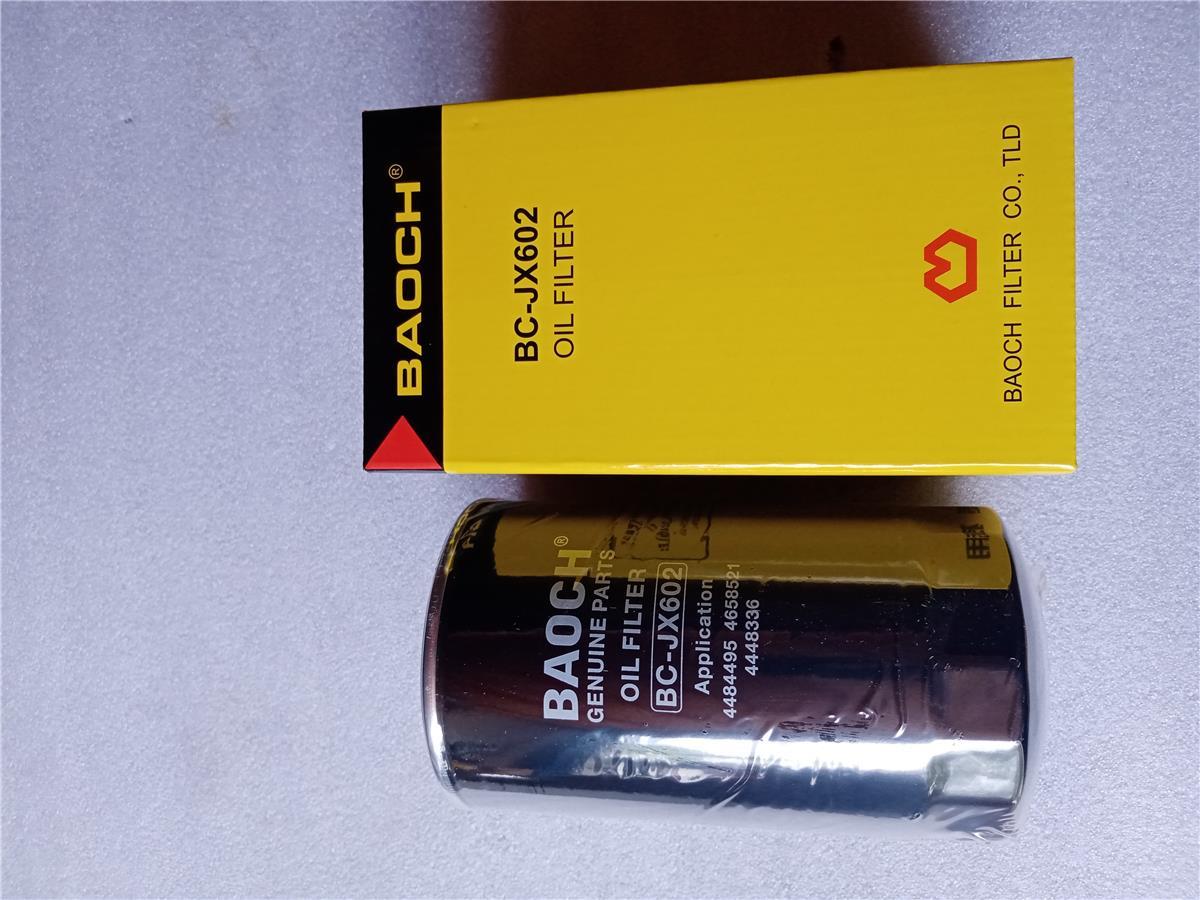 BAOCH®
BC-JX602
OIL FILTER
BAOCH FILTER CO., TLD
BAOCH®
GENUINE PARTS
OIL FILTER
BC-JX602
Application
4484495 4658521
4448336